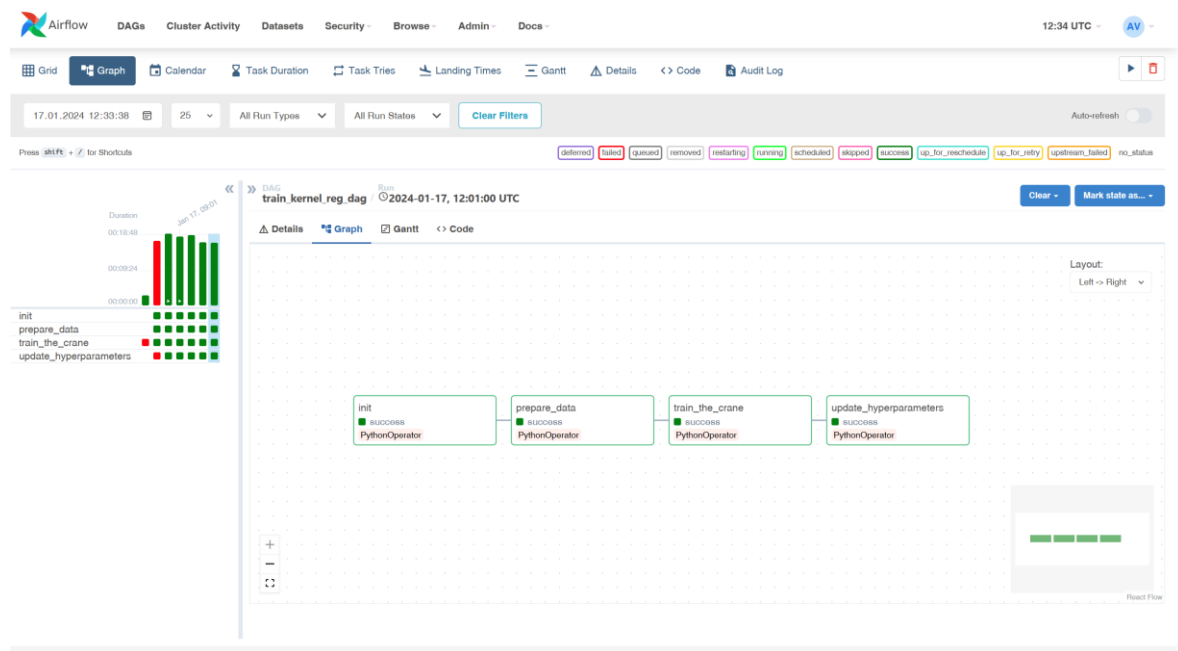 Airflow DAGs Cluster Activity Datasets Security Browse Admin Docs 12:34 UTC AV
Grid Graph Calendar Task Duration Task Tries Landing Times Gantt Details <> Code Audit Log
17.01.2024 12:33:38 25 All Run Types All Run States Clear Filters Auto-refresh
Press shift + / for Shortcuts deferred failed queued removed restarting running scheduled skipped success up_for_reschedule up_for_retry upstream_failed no_status
DAG Run
train_kernel_reg_dag / 2024-01-17, 12:01:00 UTC Clear Mark state as...
Details Graph Gantt <> Code
Duration Jan 17, 09:01
00:18:48
00:09:24
00:00:00
init
prepare_data
train_the_crane
update_hyperparameters
Layout:
Left -> Right
init
success
PythonOperator
prepare_data
success
PythonOperator
train_the_crane
success
PythonOperator
update_hyperparameters
success
PythonOperator
React Flow